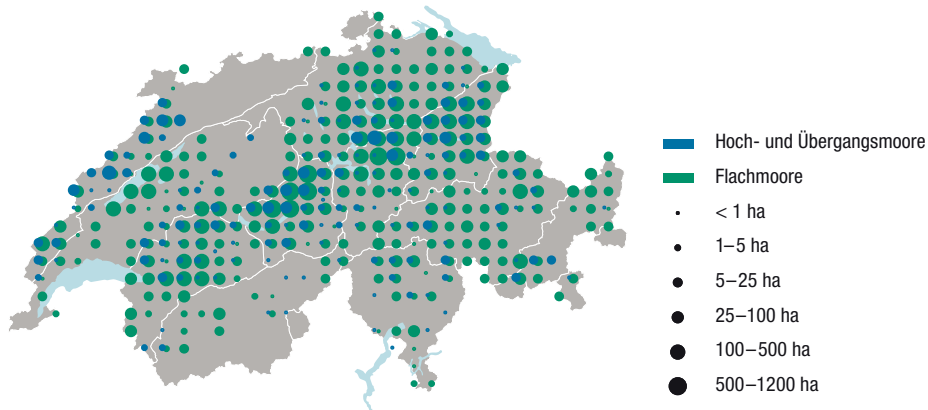 Hoch- und Übergangsmoore
Flachmoore
< 1 ha
1–5 ha
5–25 ha
25–100 ha
100–500 ha
500–1200 ha